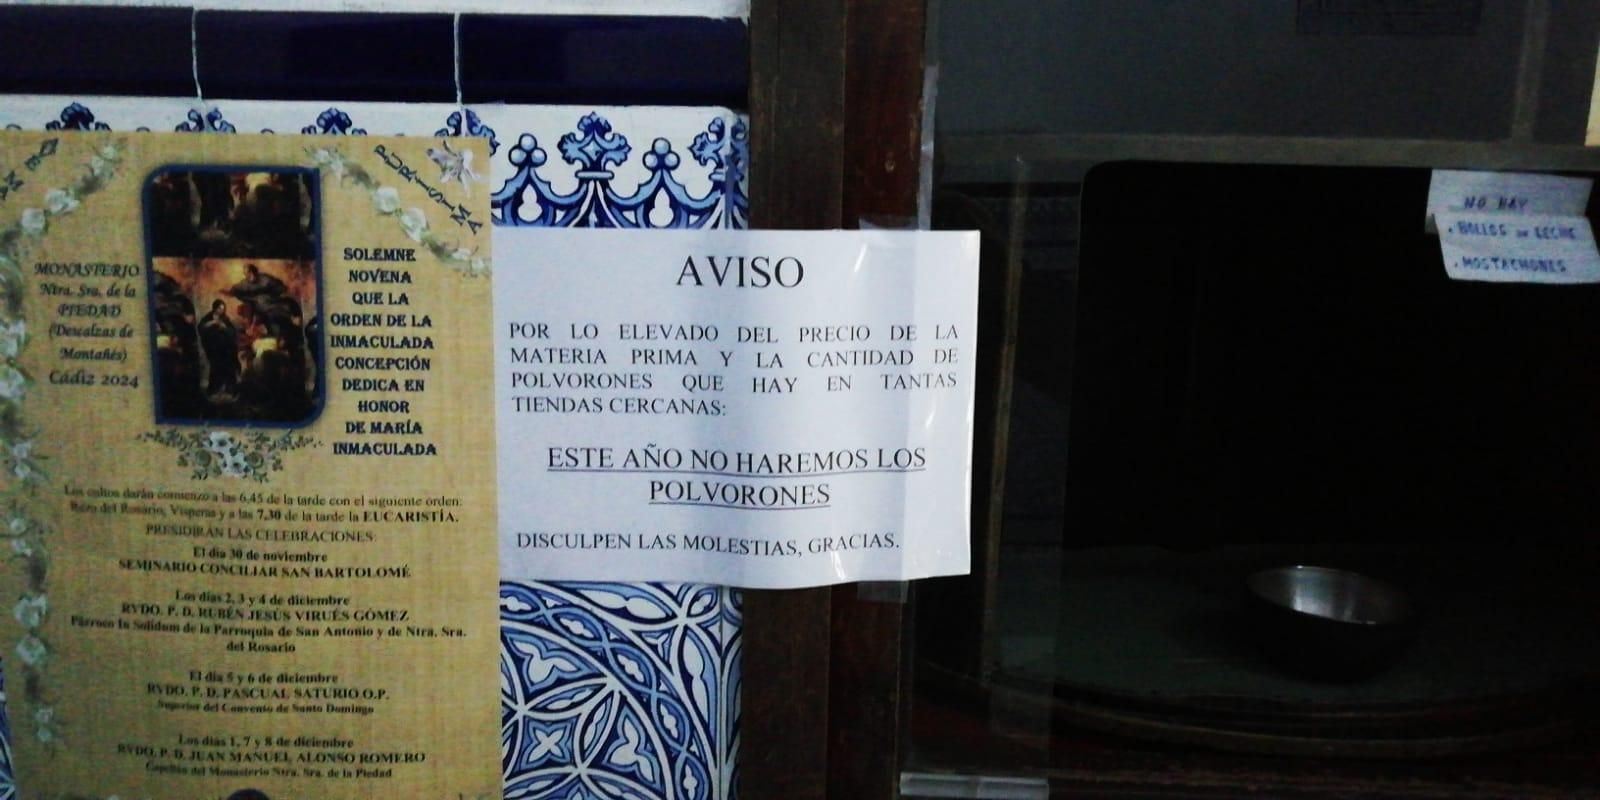 AVE
MARÍA
PURÍSIMA
MONASTERIO
Ntra. Sra. de la
PIEDAD
(Descalzas de
Montañés)
Cádiz 2024
SOLEMNE
NOVENA
QUE LA
ORDEN DE LA
INMACULADA
CONCEPCIÓN
DEDICA EN
HONOR
DE MARÍA
INMACULADA
Los cultos darán comienzo a las 6,45 de la tarde con el siguiente orden:
Rezo del Rosario, Vísperas y a las 7,30 de la tarde la EUCARISTÍA.
PRESIDIRÁN LAS CELEBRACIONES:
El día 30 de noviembre
SEMINARIO CONCILIAR SAN BARTOLOMÉ
Los días 2, 3 y 4 de diciembre
RVDO. P. D. RUBÉN JESÚS VIRUÉS GÓMEZ
Párroco In Solidum de la Parroquia de San Antonio y de Ntra. Sra.
del Rosario
El día 5 y 6 de diciembre
RVDO. P. D. PASCUAL SATURIO O.P.
Superior del Convento de Santo Domingo
Los días 1, 7 y 8 de diciembre
RVDO. P. D. JUAN MANUEL ALONSO ROMERO
Capellán del Monasterio Ntra. Sra. de la Piedad
AVISO
POR LO ELEVADO DEL PRECIO DE LA
MATERIA PRIMA Y LA CANTIDAD DE
POLVORONES QUE HAY EN TANTAS
TIENDAS CERCANAS:
ESTE AÑO NO HAREMOS LOS
POLVORONES
DISCULPEN LAS MOLESTIAS, GRACIAS.
NO HAY
. BOLLOS DE LECHE
. MOSTACHONES